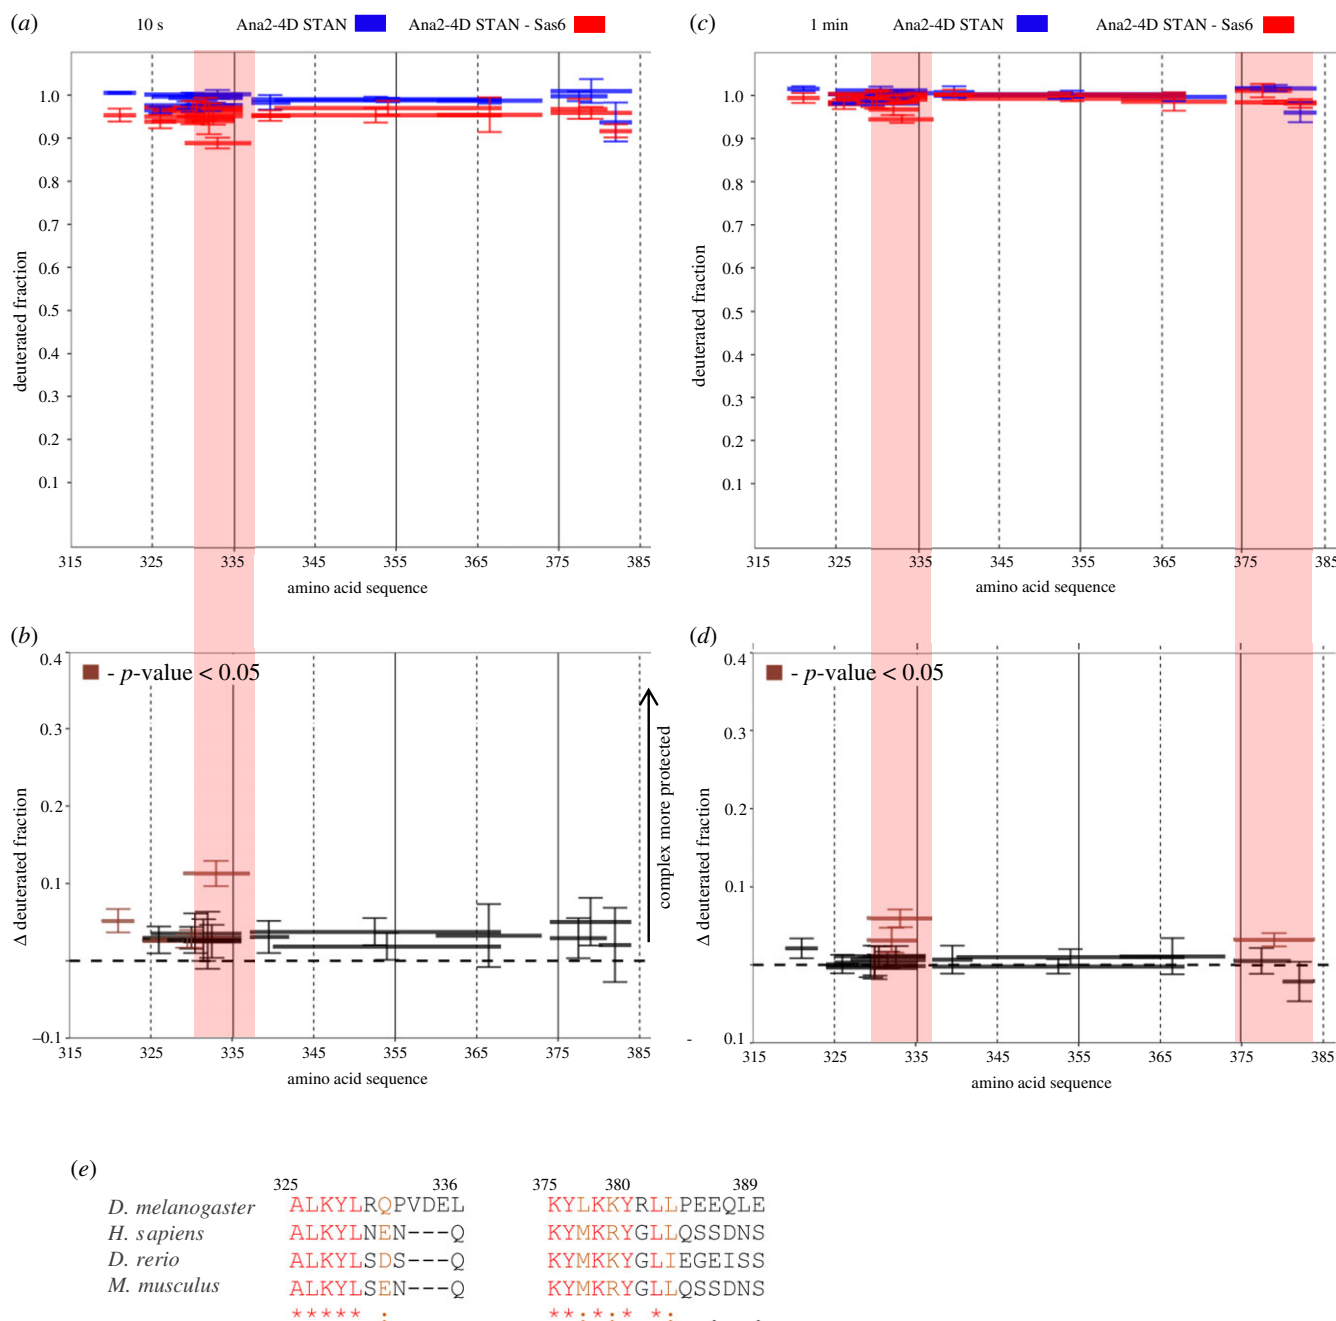 (a) 10 s Ana2-4D STAN Ana2-4D STAN - Sas6
1.0
0.9
0.8
0.7
0.6
0.5
0.4
0.3
0.2
0.1
deuterated fraction
315 325 335 345 355 365 375 385
amino acid sequence
(c) 1 min Ana2-4D STAN Ana2-4D STAN - Sas6
1.0
0.9
0.8
0.7
0.6
0.5
0.4
0.3
0.2
0.1
deuterated fraction
315 325 335 345 355 365 375 385
amino acid sequence
(b)
- p-value < 0.05
0.4
0.3
0.2
0.1
–0.1
Δ deuterated fraction
complex more protected
315 325 335 345 355 365 375 385
amino acid sequence
(d)
- p-value < 0.05
0.4
0.3
0.2
0.1
- 0.1
Δ deuterated fraction
315 325 335 345 355 365 375 385
amino acid sequence
(e)
325 336 375 380 389
D. melanogaster ALKYLRQPVDEL KYLKKYRLLPEEQLE
H. sapiens ALKYLNEN---Q KYMKRYGLLQSSDNS
D. rerio ALKYLSDS---Q KYMKKYGLIEGEISS
M. musculus ALKYLSEN---Q KYMKRYGLLQSSDNS
***** : **:*:* *: